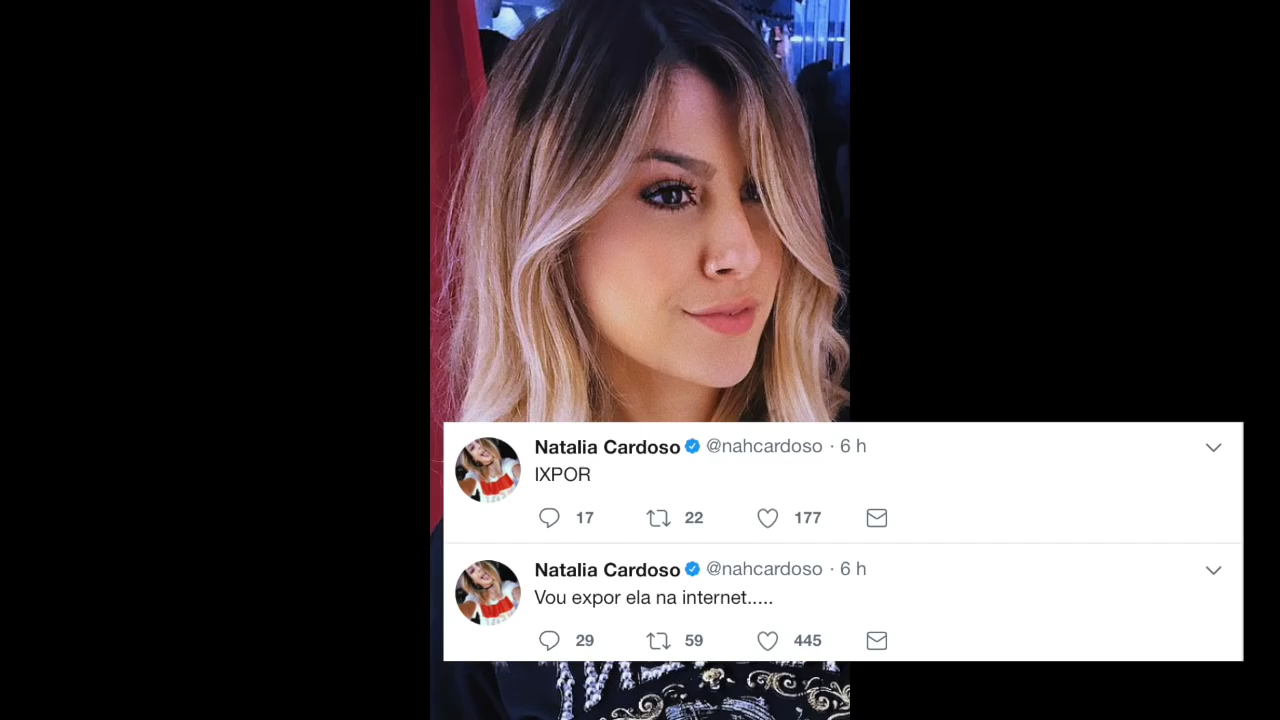 Natalia Cardoso @nahcardoso · 6 h
IXPOR
17 22 177
Natalia Cardoso @nahcardoso · 6 h
Vou expor ela na internet.....
29 59 445